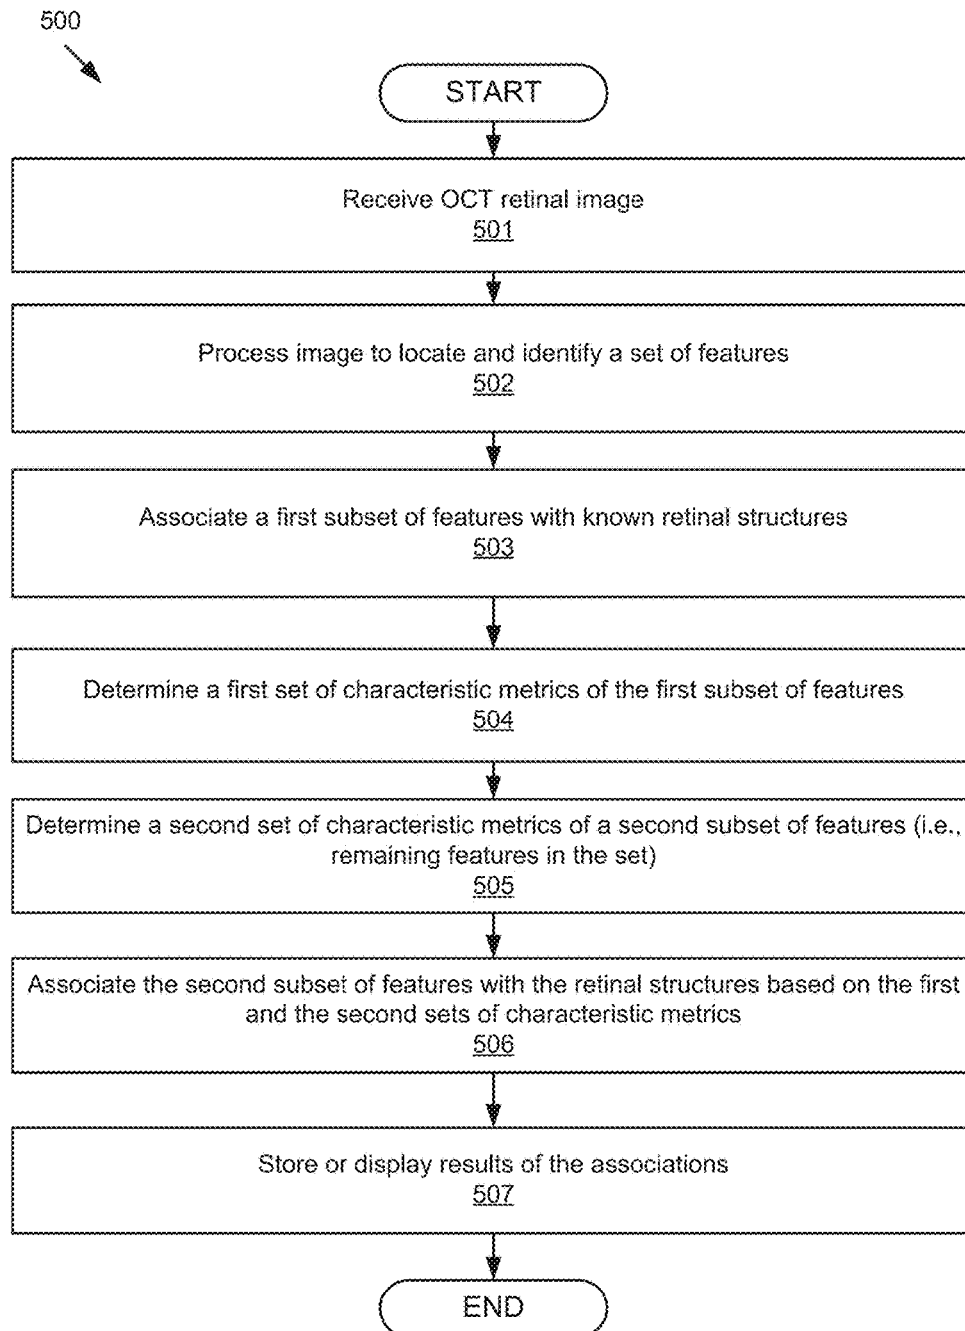 500
START
Receive OCT retinal image
501
Process image to locate and identify a set of features
502
Associate a first subset of features with known retinal structures
503
Determine a first set of characteristic metrics of the first subset of features
504
Determine a second set of characteristic metrics of a second subset of features (i.e.,
remaining features in the set)
505
Associate the second subset of features with the retinal structures based on the first
and the second sets of characteristic metrics
506
Store or display results of the associations
507
END